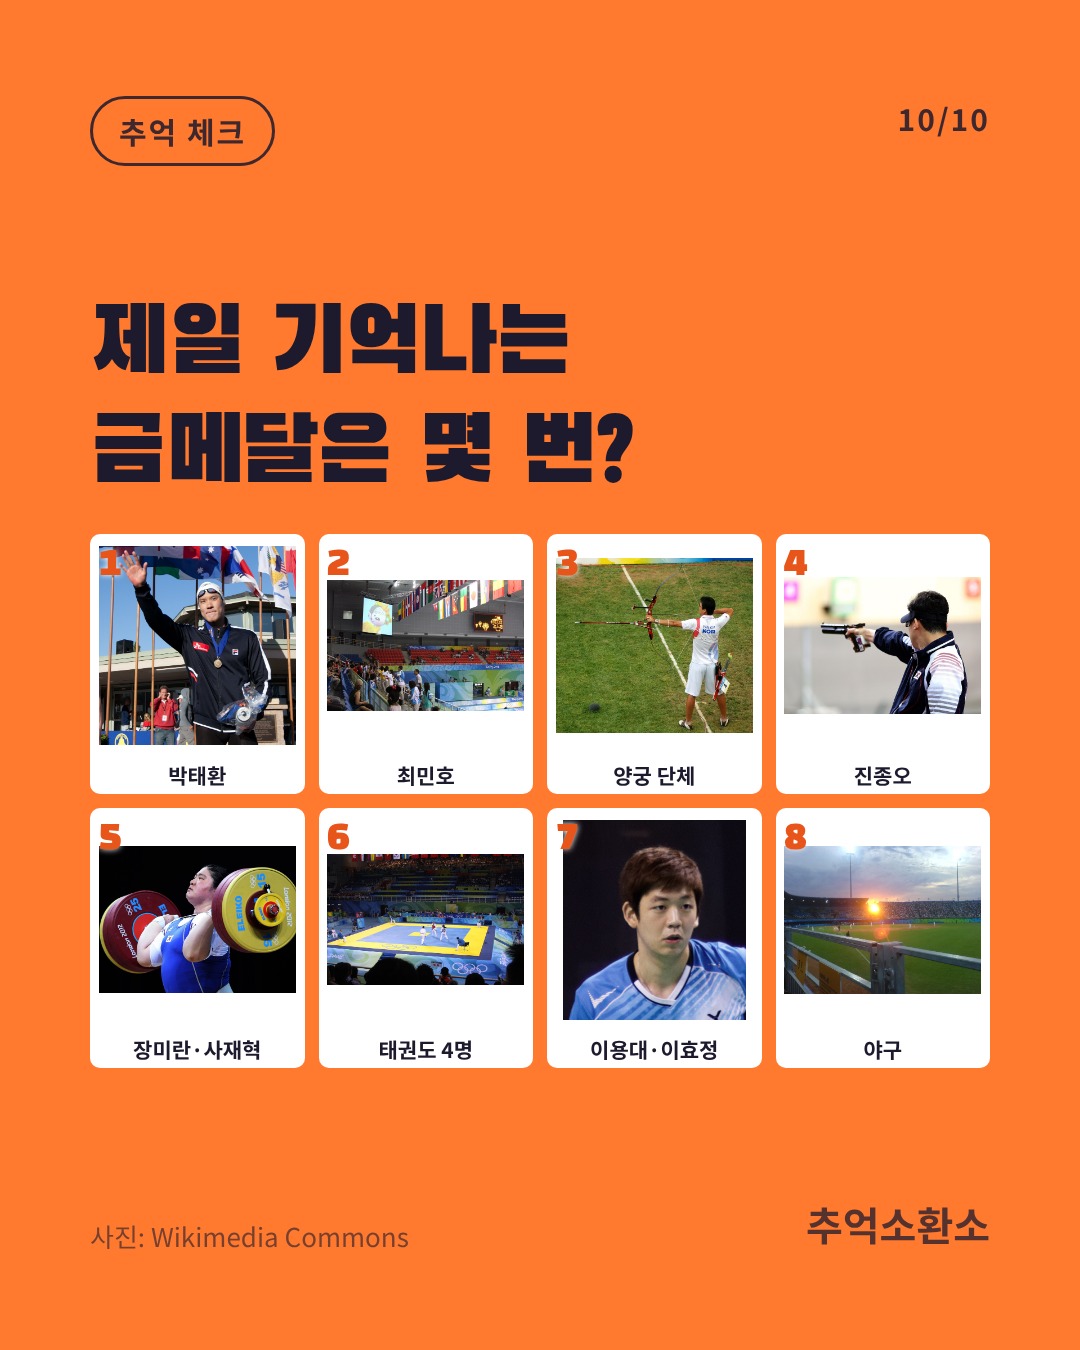 추억 체크
10/10
제일 기억나는
금메달은 몇 번?
1
2
3
4
박태환
최민호
양궁 단체
진종오
5
6
7
8
장미란·사재혁
태권도 4명
이용대·이효정
야구
사진: Wikimedia Commons
추억소환소